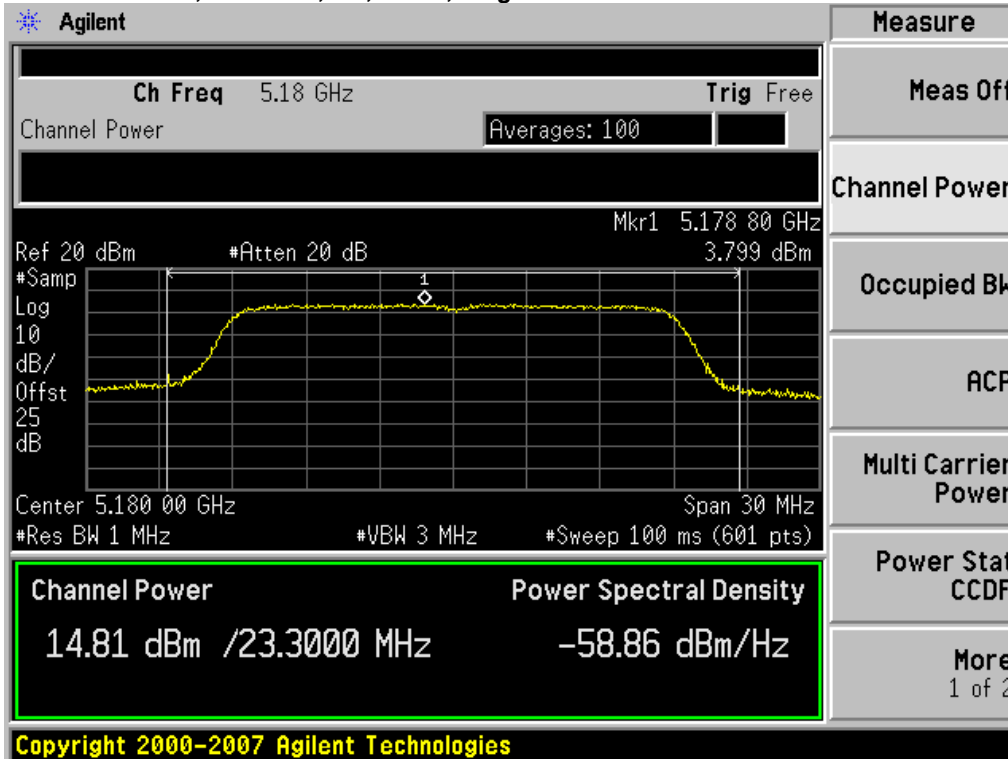 Agilent
Measure
Ch Freq 5.18 GHz
Trig Free
Meas Off
Channel Power
Averages: 100
Channel Power
Mkr1 5.178 80 GHz
Ref 20 dBm #Atten 20 dB 3.799 dBm
#Samp
Log
10
dB/
Offst
25
dB
1
Occupied BW
ACP
Multi Carrier
Power
Center 5.180 00 GHz Span 30 MHz
#Res BW 1 MHz #VBW 3 MHz #Sweep 100 ms (601 pts)
Channel Power Power Spectral Density
14.81 dBm /23.3000 MHz -58.86 dBm/Hz
Power Stat
CCDF
More
1 of 2
Copyright 2000-2007 Agilent Technologies